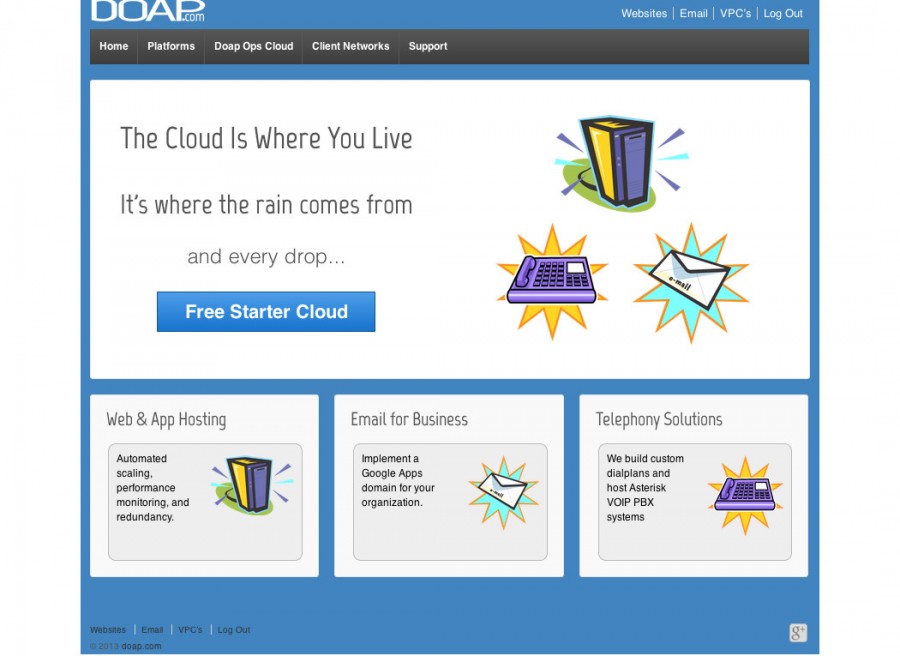 DOAP.com
Websites | Email | VPC's | Log Out
Home Platforms Doap Ops Cloud Client Networks Support
The Cloud Is Where You Live
It's where the rain comes from
and every drop...
Free Starter Cloud
e-mail
Web & App Hosting
Automated
scaling,
performance
monitoring, and
redundancy.
Email for Business
Implement a
Google Apps
domain for your
organization.
e-mail
Telephony Solutions
We build custom
dialplans and
host Asterisk
VOIP PBX
systems
Websites | Email | VPC's | Log Out
© 2013 doap.com
g+